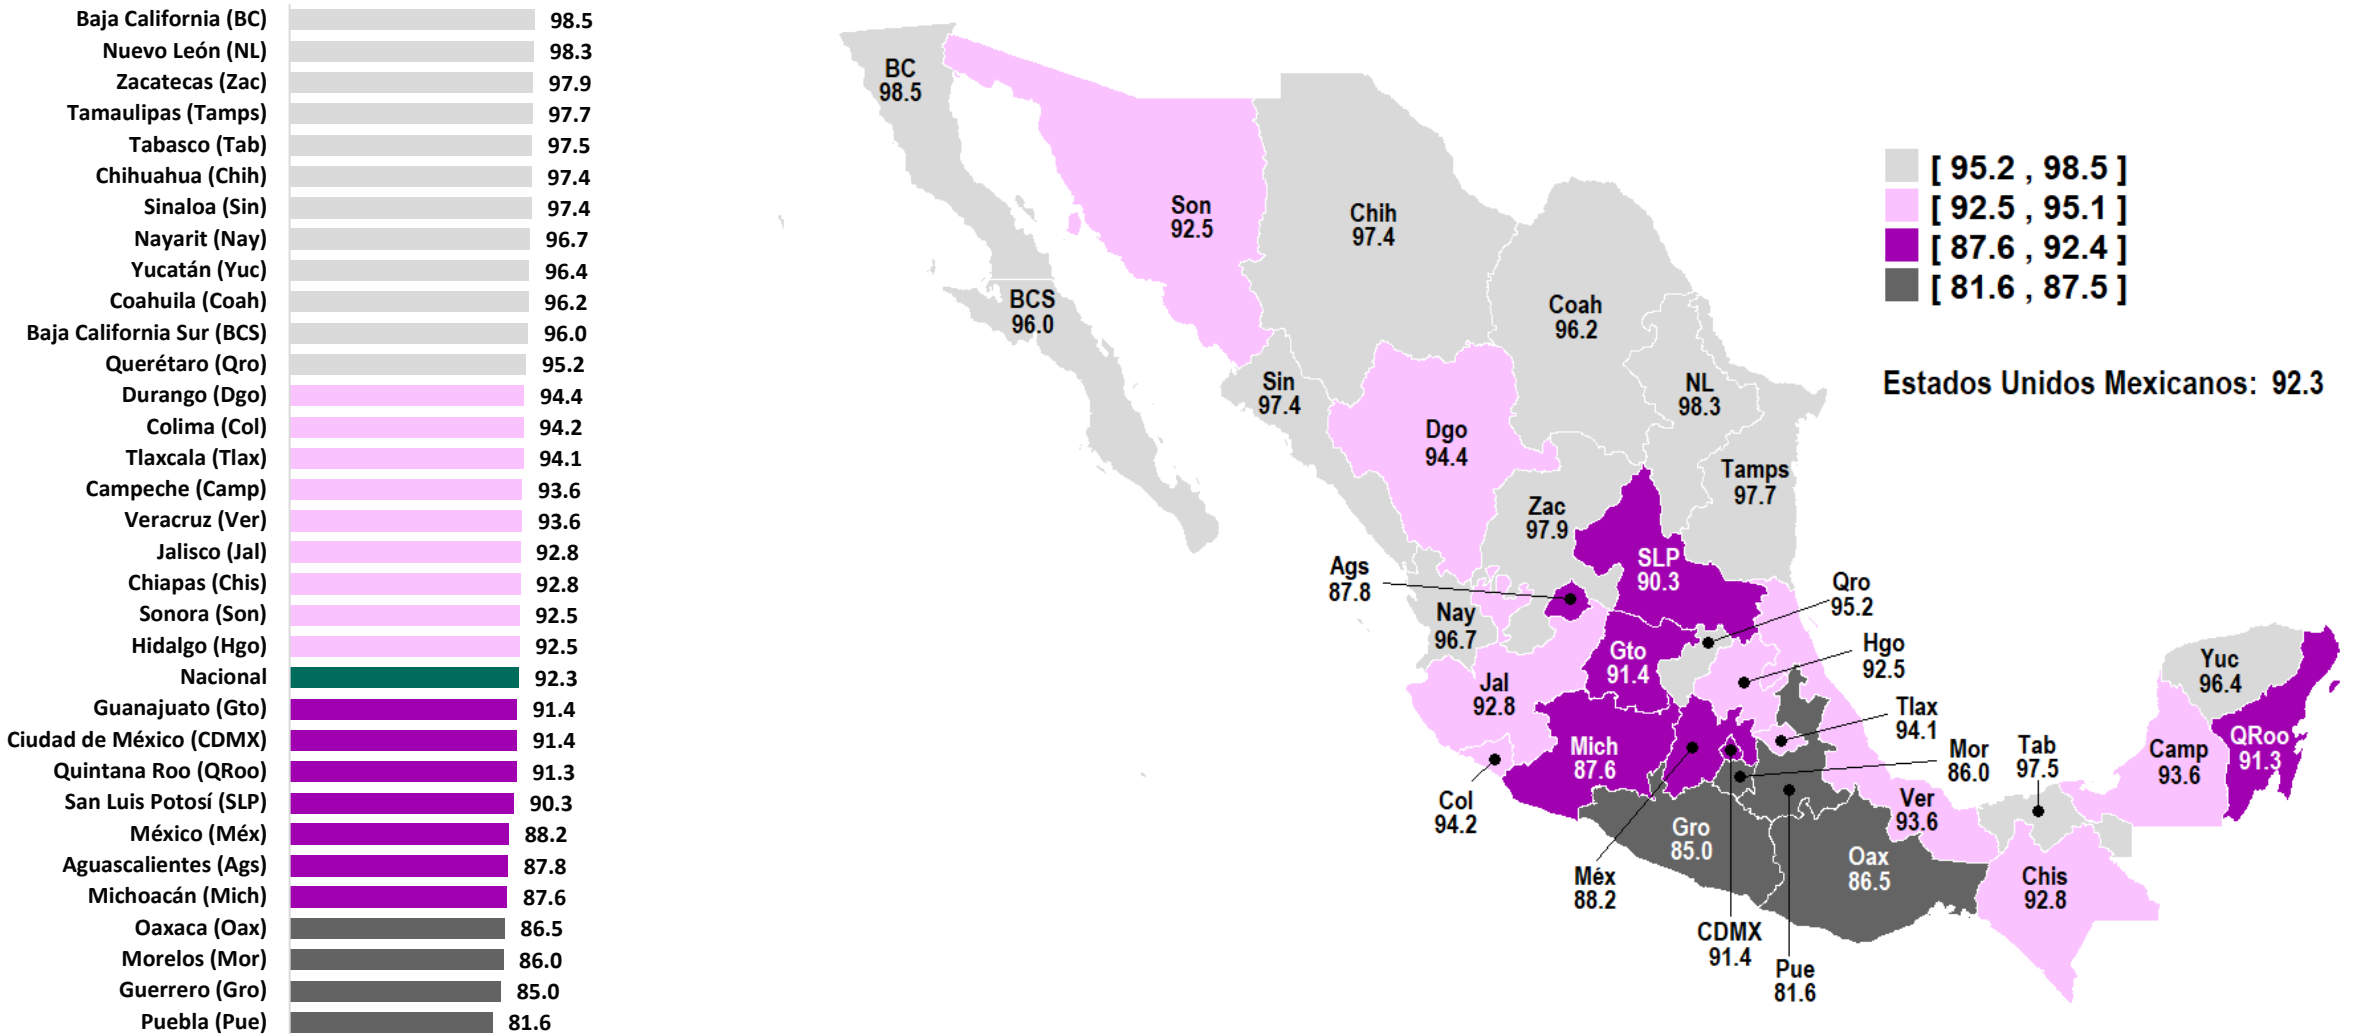 Baja California (BC) 98.5
Nuevo León (NL) 98.3
Zacatecas (Zac) 97.9
Tamaulipas (Tamps) 97.7
Tabasco (Tab) 97.5
Chihuahua (Chih) 97.4
Sinaloa (Sin) 97.4
Nayarit (Nay) 96.7
Yucatán (Yuc) 96.4
Coahuila (Coah) 96.2
Baja California Sur (BCS) 96.0
Querétaro (Qro) 95.2
Durango (Dgo) 94.4
Colima (Col) 94.2
Tlaxcala (Tlax) 94.1
Campeche (Camp) 93.6
Veracruz (Ver) 93.6
Jalisco (Jal) 92.8
Chiapas (Chis) 92.8
Sonora (Son) 92.5
Hidalgo (Hgo) 92.5
Nacional 92.3
Guanajuato (Gto) 91.4
Ciudad de México (CDMX) 91.4
Quintana Roo (QRoo) 91.3
San Luis Potosí (SLP) 90.3
México (Méx) 88.2
Aguascalientes (Ags) 87.8
Michoacán (Mich) 87.6
Oaxaca (Oax) 86.5
Morelos (Mor) 86.0
Guerrero (Gro) 85.0
Puebla (Pue) 81.6
BC
98.5
Son
92.5
Chih
97.4
BCS
96.0
Coah
96.2
Sin
97.4
NL
98.3
Dgo
94.4
Tamps
97.7
Zac
97.9
SLP
90.3
Ags
87.8
Qro
95.2
Nay
96.7
Hgo
92.5
Gto
91.4
Jal
92.8
Tlax
94.1
Mich
87.6
Mor
86.0
Tab
97.5
Yuc
96.4
Camp
93.6
QRoo
91.3
Col
94.2
Ver
93.6
Gro
85.0
Oax
86.5
Méx
88.2
Chis
92.8
CDMX
91.4
Pue
81.6
[ 95.2 , 98.5 ]
[ 92.5 , 95.1 ]
[ 87.6 , 92.4 ]
[ 81.6 , 87.5 ]
Estados Unidos Mexicanos: 92.3